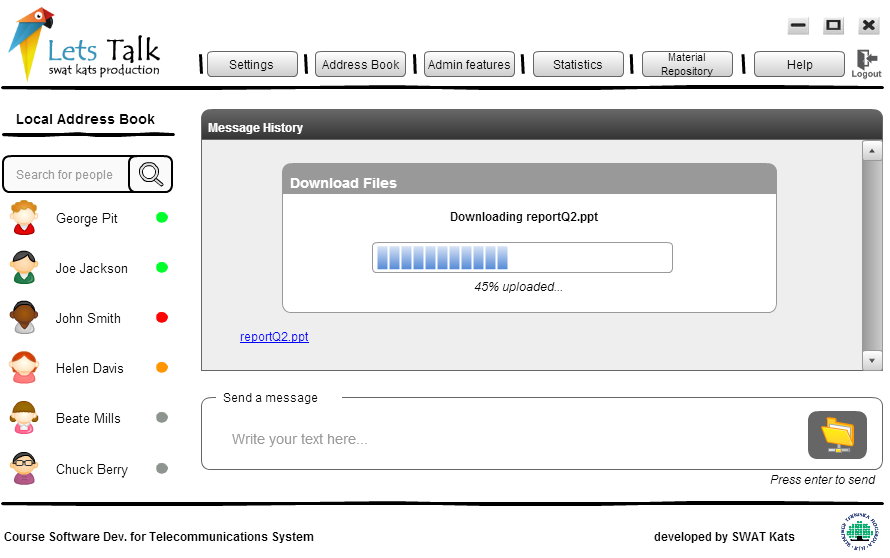 Lets Talk
swat kats production
Settings
Address Book
Admin features
Statistics
Material
Repository
Help
Logout
Local Address Book
Search for people
George Pit
Joe Jackson
John Smith
Helen Davis
Beate Mills
Chuck Berry
Message History
Download Files
Downloading reportQ2.ppt
45% uploaded...
reportQ2.ppt
Send a message
Write your text here...
Press enter to send
Course Software Dev. for Telecommunications System
developed by SWAT Kats